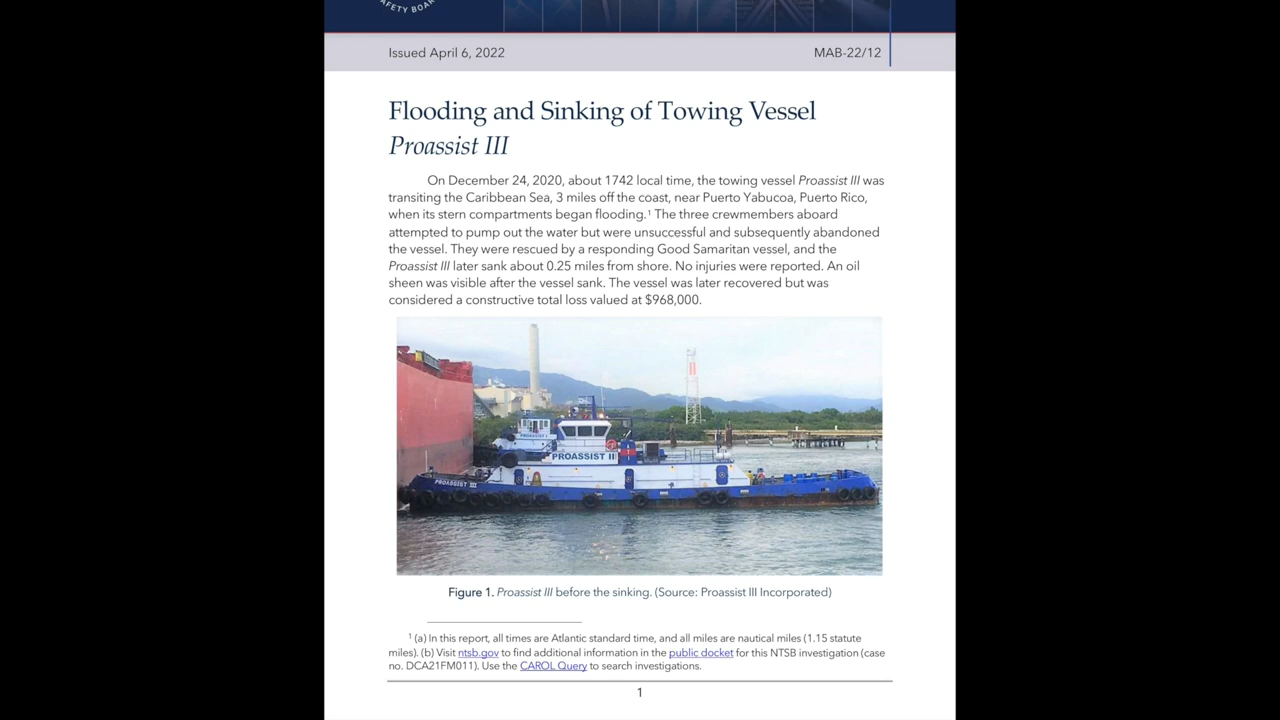 AFETY BOAR
Issued April 6, 2022 MAB-22/12
Flooding and Sinking of Towing Vessel
Proassist III
On December 24, 2020, about 1742 local time, the towing vessel Proassist III was
transiting the Caribbean Sea, 3 miles off the coast, near Puerto Yabucoa, Puerto Rico,
when its stern compartments began flooding.¹ The three crewmembers aboard
attempted to pump out the water but were unsuccessful and subsequently abandoned
the vessel. They were rescued by a responding Good Samaritan vessel, and the
Proassist III later sank about 0.25 miles from shore. No injuries were reported. An oil
sheen was visible after the vessel sank. The vessel was later recovered but was
considered a constructive total loss valued at $968,000.
PROASSIST I
PROASSIST III
PROASSIST III
Figure 1. Proassist III before the sinking. (Source: Proassist III Incorporated)
¹ (a) In this report, all times are Atlantic standard time, and all miles are nautical miles (1.15 statute
miles). (b) Visit ntsb.gov to find additional information in the public docket for this NTSB investigation (case
no. DCA21FM011). Use the CAROL Query to search investigations.
1